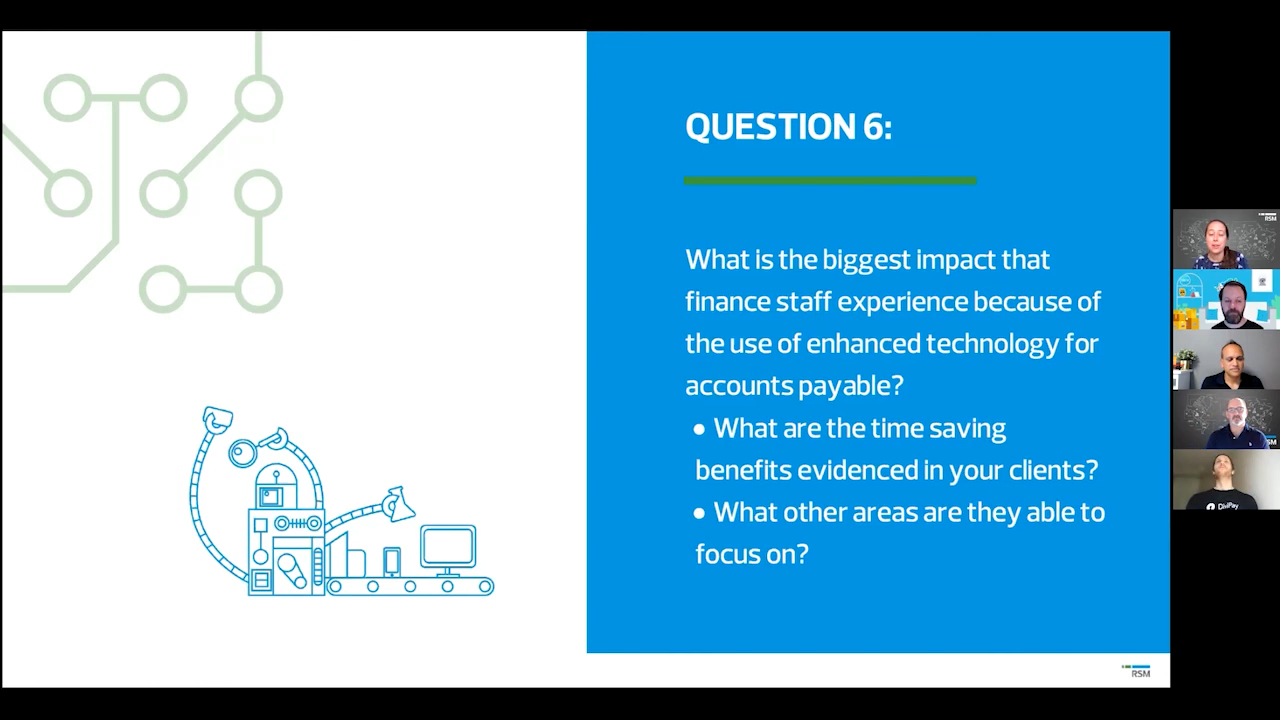 QUESTION 6:
What is the biggest impact that
finance staff experience because of
the use of enhanced technology for
accounts payable?
• What are the time saving
benefits evidenced in your clients?
• What other areas are they able to
focus on?
RSM
RSM
DiviPay